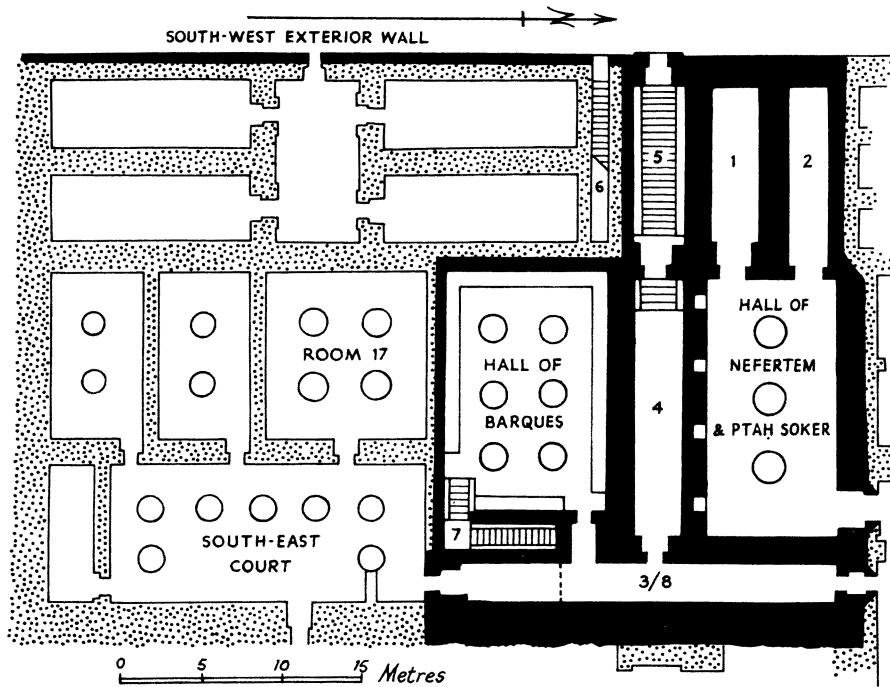 SOUTH-WEST EXTERIOR WALL
5
1
2
6
HALL OF
NEFERTEM
& PTAH SOKER
ROOM 17
HALL OF
BARQUES
4
SOUTH-EAST
COURT
7
3/8
0 5 10 15 Metres